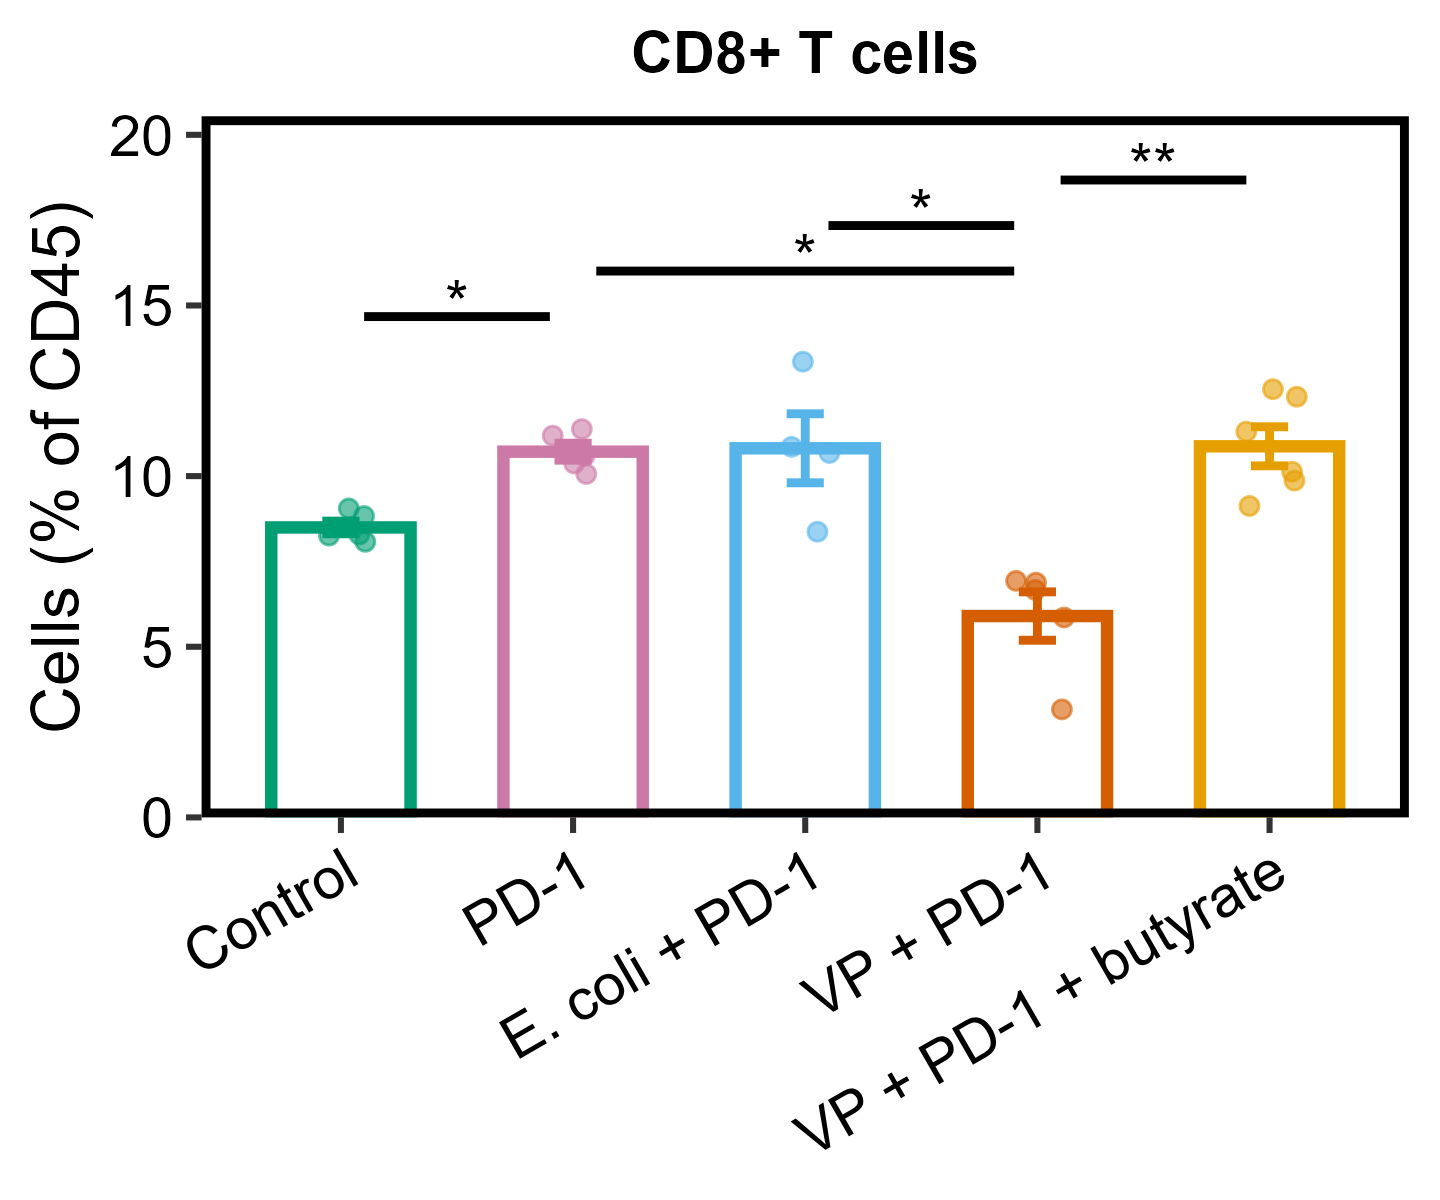 CD8+ T cells
Cells (% of CD45)
20
15
10
5
0
**
*
*
*
Control
PD-1
E. coli + PD-1
VP + PD-1
VP + PD-1 + butyrate